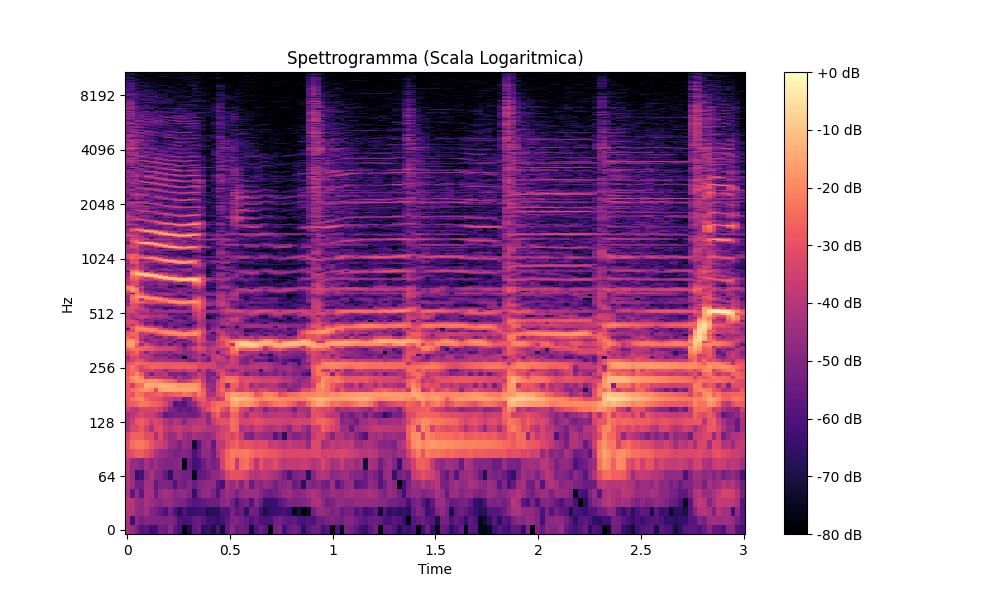 Spettrogramma (Scala Logaritmica)
Hz
8192
4096
2048
1024
512
256
128
64
0
0 0.5 1 1.5 2 2.5 3
Time
+0 dB
-10 dB
-20 dB
-30 dB
-40 dB
-50 dB
-60 dB
-70 dB
-80 dB